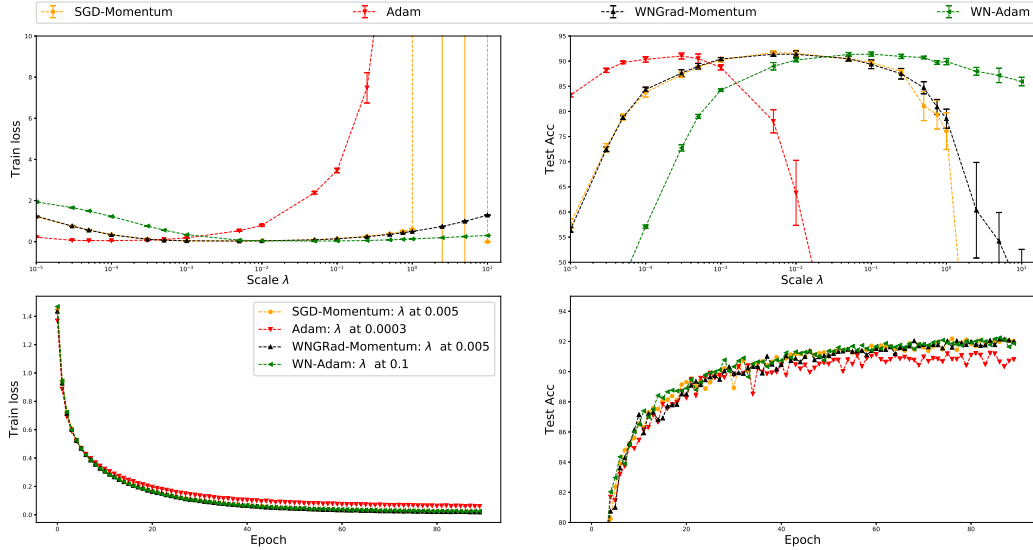 SGD-Momentum Adam WNGrad-Momentum WN-Adam
10
8
6
4
2
0
Train loss
10⁻⁵ 10⁻⁴ 10⁻³ 10⁻² 10⁻¹ 10⁰ 10¹
Scale λ
95
90
85
80
75
70
65
60
55
50
Test Acc
10⁻⁵ 10⁻⁴ 10⁻³ 10⁻² 10⁻¹ 10⁰ 10¹
Scale λ
1.4
1.2
1.0
0.8
0.6
0.4
0.2
0.0
Train loss
SGD-Momentum: λ at 0.005
Adam: λ at 0.0003
WNGRad-Momentum: λ at 0.005
WN-Adam: λ at 0.1
0 20 40 60 80
Epoch
94
92
90
88
86
84
82
80
Test Acc
0 20 40 60 80
Epoch